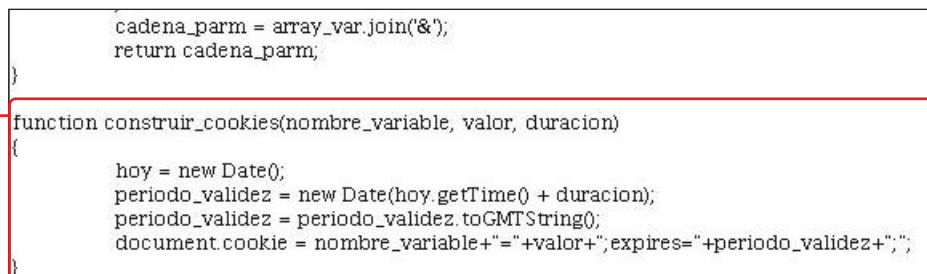 }
cadena_parm = array_var.join('&');
return cadena_parm;
}
function construir_cookies(nombre_variable, valor, duracion)
{
hoy = new Date();
periodo_validez = new Date(hoy.getTime() + duracion);
periodo_validez = periodo_validez.toGMTString();
document.cookie = nombre_variable+"="+valor+";expires="+periodo_validez+";";
}